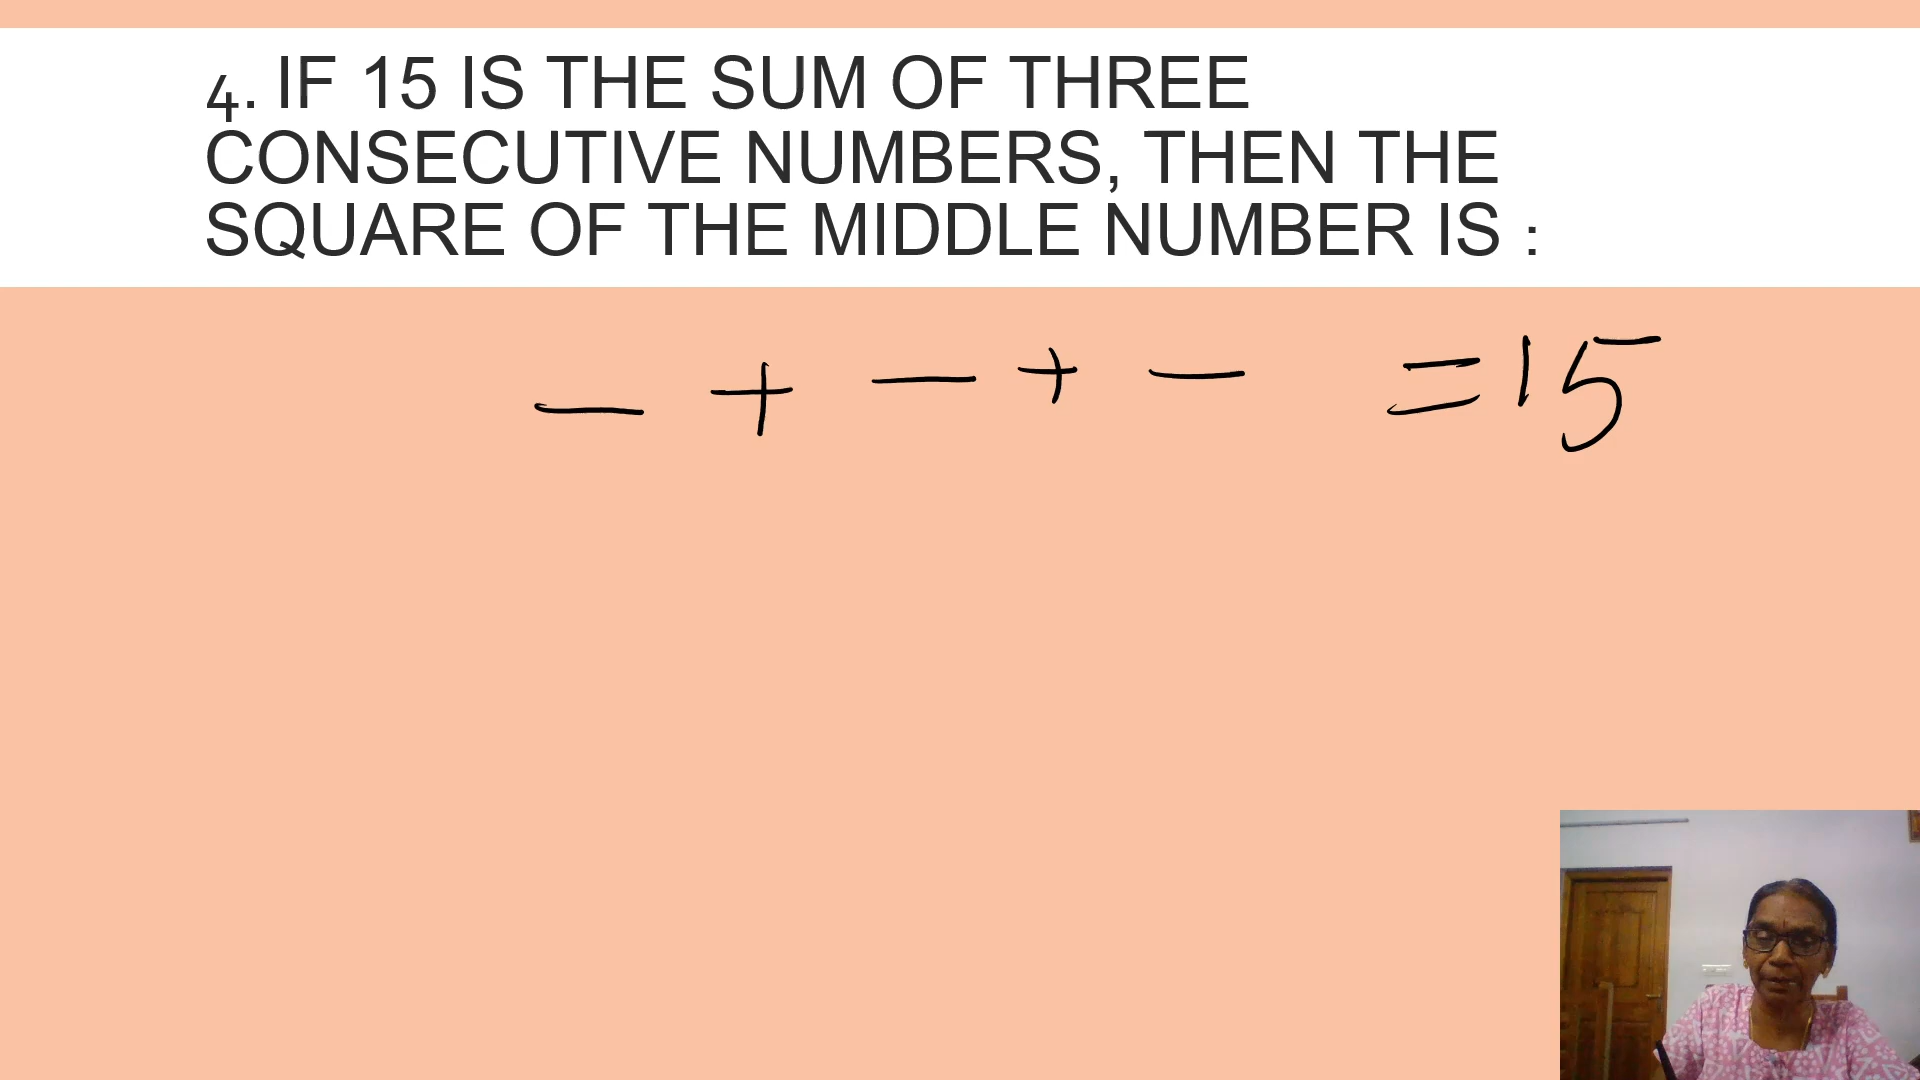 4. IF 15 IS THE SUM OF THREE
CONSECUTIVE NUMBERS, THEN THE
SQUARE OF THE MIDDLE NUMBER IS :
_ + _ + _ =15